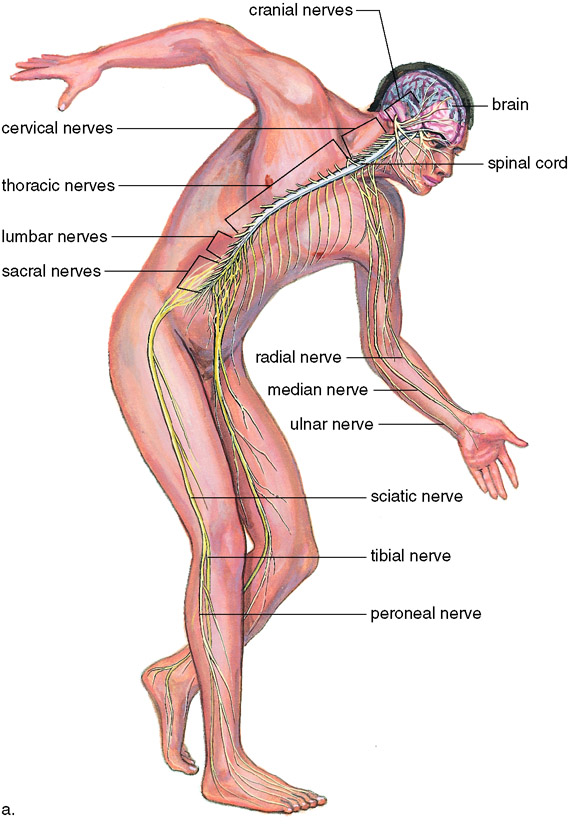 cranial nerves
brain
cervical nerves
spinal cord
thoracic nerves
lumbar nerves
sacral nerves
radial nerve
median nerve
ulnar nerve
sciatic nerve
tibial nerve
peroneal nerve
a.